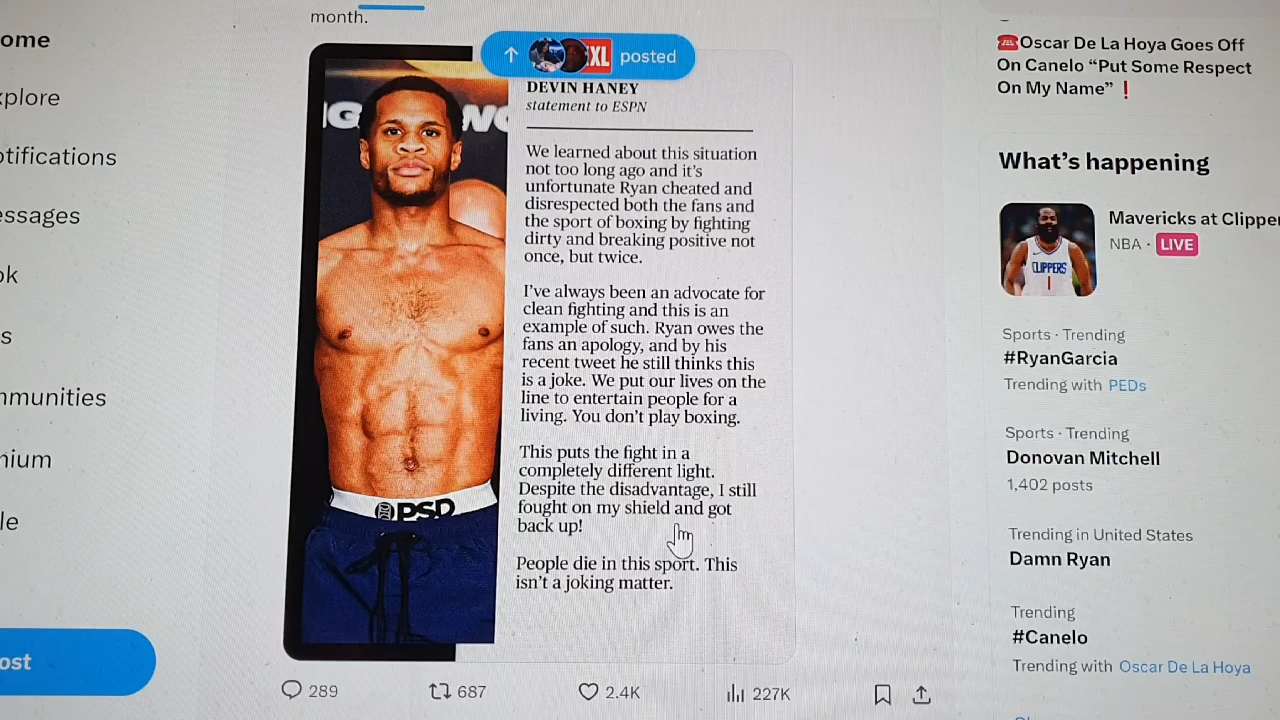 month.
ome
xplore
otifications
essages
ok
s
mmunities
mium
le
ost
↑ XL posted
DEVIN HANEY
statement to ESPN
We learned about this situation
not too long ago and it's
unfortunate Ryan cheated and
disrespected both the fans and
the sport of boxing by fighting
dirty and breaking positive not
once, but twice.
I've always been an advocate for
clean fighting and this is an
example of such. Ryan owes the
fans an apology, and by his
recent tweet he still thinks this
is a joke. We put our lives on the
line to entertain people for a
living. You don't play boxing.
This puts the fight in a
completely different light.
Despite the disadvantage, I still
fought on my shield and got
back up!
People die in this sport. This
isn't a joking matter.
PSD
289 687 2.4K 227K
☎Oscar De La Hoya Goes Off
On Canelo “Put Some Respect
On My Name” ❗
What's happening
Mavericks at Clipper
NBA · LIVE
CLIPPERS
1
Sports · Trending
#RyanGarcia
Trending with PEDs
Sports · Trending
Donovan Mitchell
1,402 posts
Trending in United States
Damn Ryan
Trending
#Canelo
Trending with Oscar De La Hoya